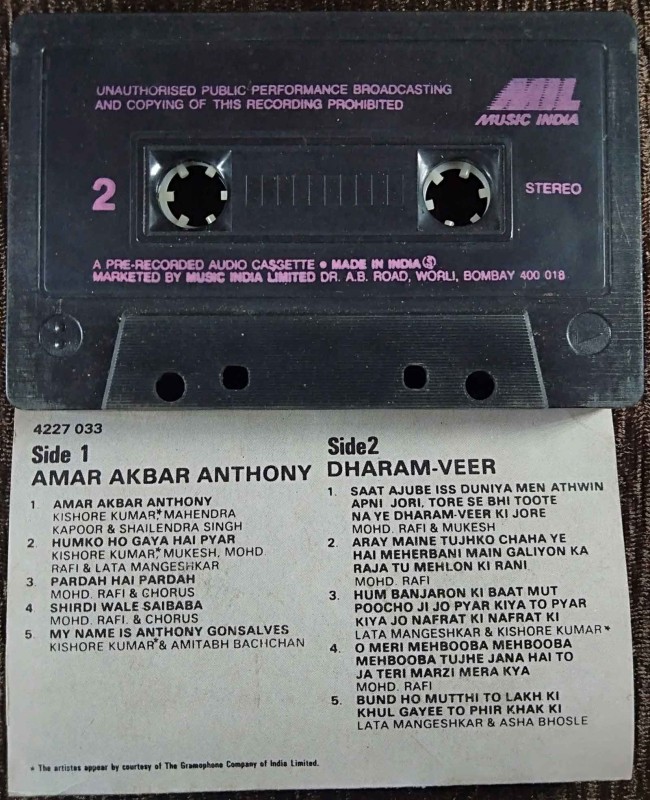 UNAUTHORISED PUBLIC PERFORMANCE BROADCASTING
AND COPYING OF THIS RECORDING PROHIBITED
MIL
MUSIC INDIA
2
STEREO
A PRE-RECORDED AUDIO CASSETTE • MADE IN INDIA
MARKETED BY MUSIC INDIA LIMITED DR. A.B. ROAD, WORLI, BOMBAY 400 018
4227 033
Side 1
AMAR AKBAR ANTHONY
1 AMAR AKBAR ANTHONY
KISHORE KUMAR,* MAHENDRA
KAPOOR & SHAILENDRA SINGH
2. HUMKO HO GAYA HAI PYAR
KISHORE KUMAR,* MUKESH, MOHD
RAFI & LATA MANGESHKAR
3. PARDAH HAI PARDAH
MOHD. RAFI & CHORUS
4 SHIRDI WALE SAIBABA
MOHD. RAFI. & CHORUS
5 MY NAME IS ANTHONY GONSALVES
KISHORE KUMAR* & AMITABH BACHCHAN
Side2
DHARAM-VEER
1. SAAT AJUBE ISS DUNIYA MEN ATHWIN
APNI JORI, TORE SE BHI TOOTE
NA YE DHARAM-VEER KI JORE
MOHD. RAFI & MUKESH
2. ARAY MAINE TUJHKO CHAHA YE
HAI MEHERBANI MAIN GALIYON KA
RAJA TU MEHLON KI RANI
MOHD. RAFI
3. HUM BANJARON KI BAAT MUT
POOCHO JI JO PYAR KIYA TO PYAR
KIYA JO NAFRAT KI NAFRAT KI
LATA MANGESHKAR & KISHORE KUMAR*
4. O MERI MEHBOOBA MEHBOOBA
MEHBOOBA TUJHE JANA HAI TO
JA TERI MARZI MERA KYA
MOHD. RAFI
5. BUND HO MUTTHI TO LAKH KI
KHUL GAYEE TO PHIR KHAK KI
LATA MANGESHKAR & ASHA BHOSLE
* The artistes appear by courtesy of The Gramophone Company of India Limited.